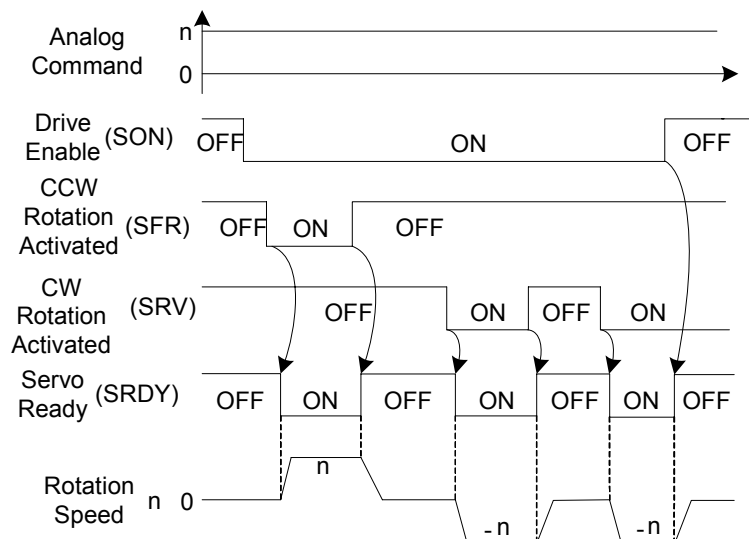 n
Analog
Command
0
Drive
Enable (SON)
OFF ON OFF
CCW
Rotation (SFR)
Activated
OFF ON OFF
CW
Rotation (SRV)
Activated
OFF ON OFF ON
Servo
Ready (SRDY)
OFF ON OFF ON OFF ON OFF
n
Rotation
Speed n 0
-n -n